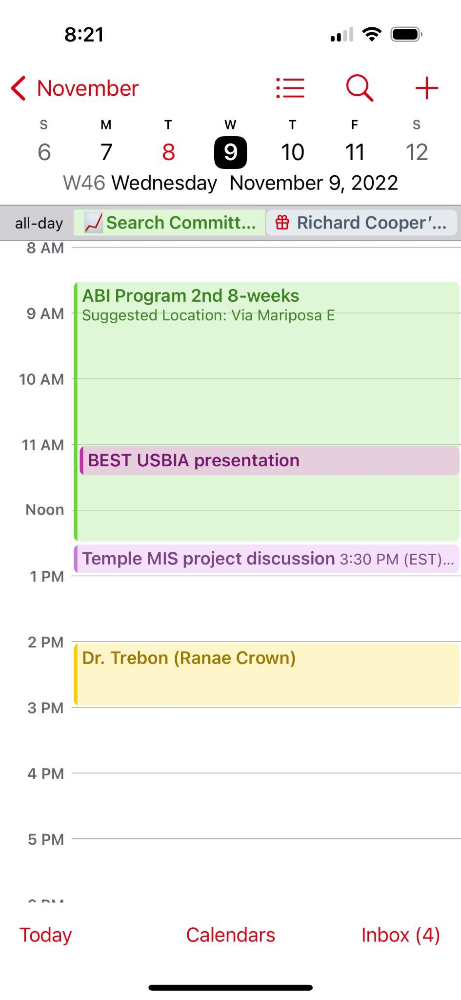 8:21
November
S M T W T F S
6 7 8 9 10 11 12
W46 Wednesday November 9, 2022
all-day Search Committ... Richard Cooper’...
8 AM
ABI Program 2nd 8-weeks
9 AM Suggested Location: Via Mariposa E
10 AM
11 AM
BEST USBIA presentation
Noon
Temple MIS project discussion 3:30 PM (EST)...
1 PM
2 PM
Dr. Trebon (Ranae Crown)
3 PM
4 PM
5 PM
Today Calendars Inbox (4)